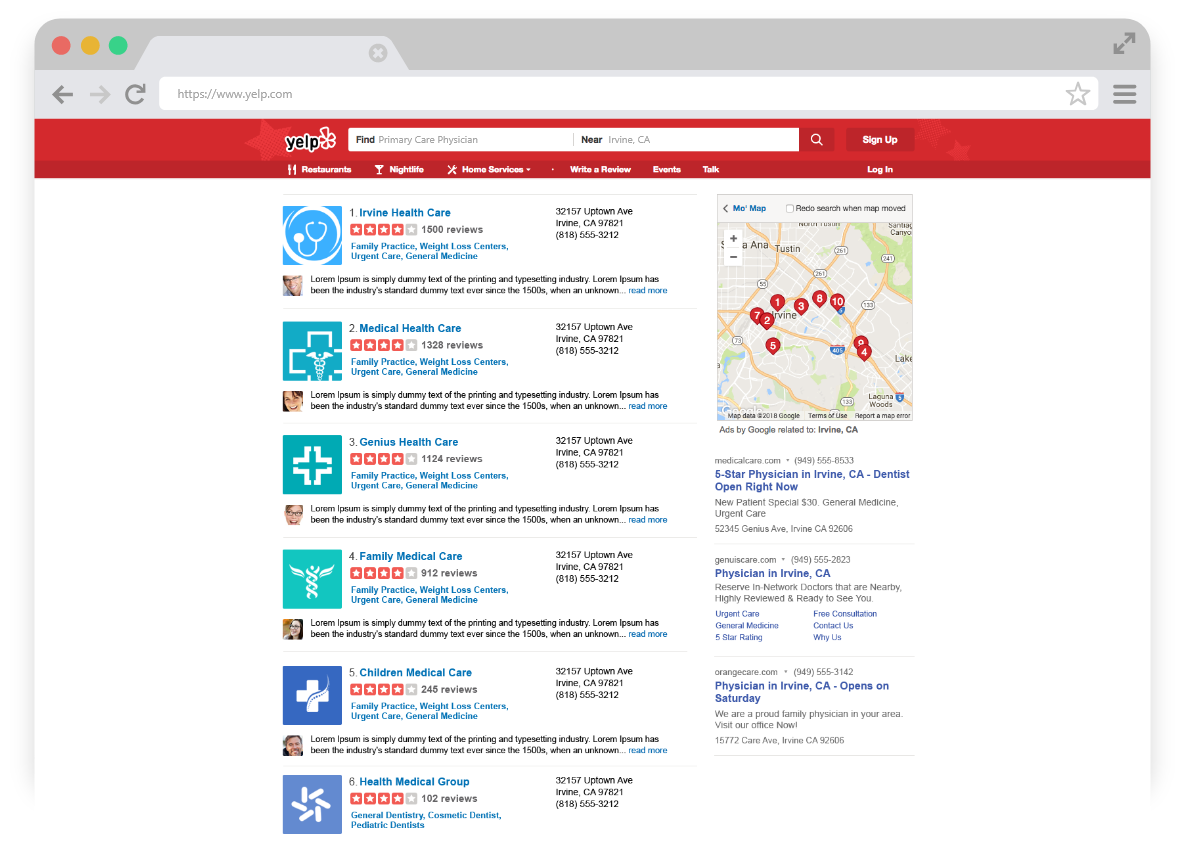 https://www.yelp.com
yelp
Find Primary Care Physician
Near Irvine, CA
Sign Up
Restaurants
Nightlife
Home Services
Write a Review
Events
Talk
Log In
1. Irvine Health Care
1500 reviews
Family Practice, Weight Loss Centers,
Urgent Care, General Medicine
32157 Uptown Ave
Irvine, CA 97821
(818) 555-3212
Lorem Ipsum is simply dummy text of the printing and typesetting industry. Lorem Ipsum has
been the industry's standard dummy text ever since the 1500s, when an unknown... read more
2. Medical Health Care
1328 reviews
Family Practice, Weight Loss Centers,
Urgent Care, General Medicine
32157 Uptown Ave
Irvine, CA 97821
(818) 555-3212
Lorem Ipsum is simply dummy text of the printing and typesetting industry. Lorem Ipsum has
been the industry's standard dummy text ever since the 1500s, when an unknown... read more
3. Genius Health Care
1124 reviews
Family Practice, Weight Loss Centers,
Urgent Care, General Medicine
32157 Uptown Ave
Irvine, CA 97821
(818) 555-3212
Lorem Ipsum is simply dummy text of the printing and typesetting industry. Lorem Ipsum has
been the industry's standard dummy text ever since the 1500s, when an unknown... read more
4. Family Medical Care
912 reviews
Family Practice, Weight Loss Centers,
Urgent Care, General Medicine
32157 Uptown Ave
Irvine, CA 97821
(818) 555-3212
Lorem Ipsum is simply dummy text of the printing and typesetting industry. Lorem Ipsum has
been the industry's standard dummy text ever since the 1500s, when an unknown... read more
5. Children Medical Care
245 reviews
Family Practice, Weight Loss Centers,
Urgent Care, General Medicine
32157 Uptown Ave
Irvine, CA 97821
(818) 555-3212
Lorem Ipsum is simply dummy text of the printing and typesetting industry. Lorem Ipsum has
been the industry's standard dummy text ever since the 1500s, when an unknown... read more
6. Health Medical Group
102 reviews
General Dentistry, Cosmetic Dentist,
Pediatric Dentists
32157 Uptown Ave
Irvine, CA 97821
(818) 555-3212
Mo' Map
Redo search when map moved
North Tustin
Santiag
Canyo
+
−
a Ana
Tustin
261
241
261
55
8
1
3
10
133
7
2
Irvine
5
73
405
9
4
Lake
133
Laguna
Woods
5
Map data ©2018 Google
Terms of Use
Report a map error
Ads by Google related to: Irvine, CA
medicalcare.com • (949) 555-8533
5-Star Physician in Irvine, CA - Dentist
Open Right Now
New Patient Special $30. General Medicine,
Urgent Care
52345 Genius Ave, Irvine CA 92606
genuiscare.com • (949) 555-2823
Physician in Irvine, CA
Reserve In-Network Doctors that are Nearby,
Highly Reviewed & Ready to See You.
Urgent Care
Free Consultation
General Medicine
Contact Us
5 Star Rating
Why Us
orangecare.com • (949) 555-3142
Physician in Irvine, CA - Opens on
Saturday
We are a proud family physician in your area.
Visit our office Now!
15772 Care Ave, Irvine CA 92606